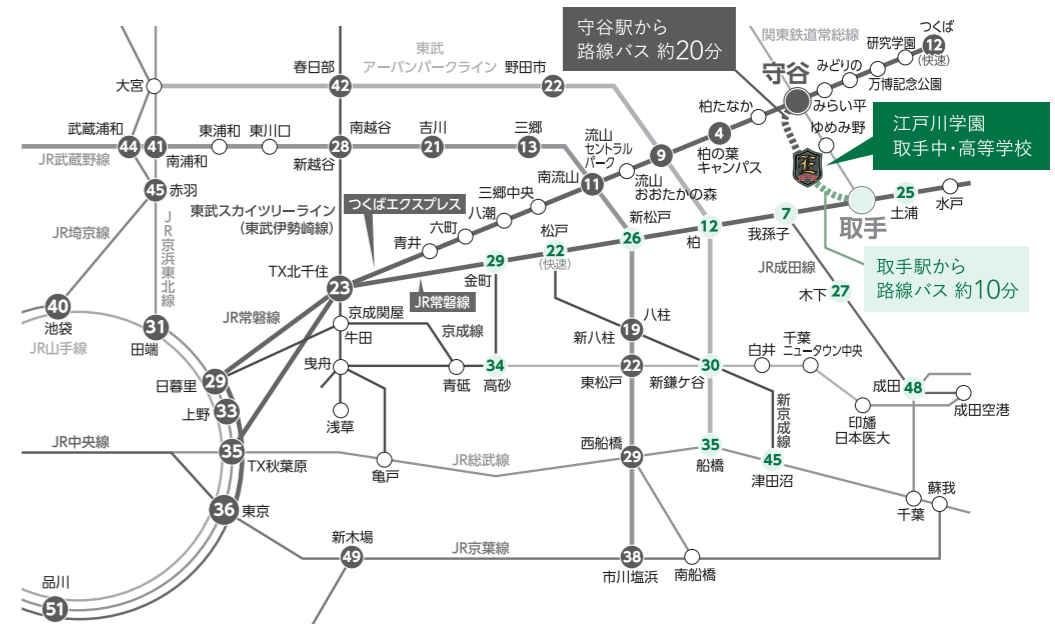 守谷駅から
路線バス 約20分
関東鉄道常総線
つくば
12
(快速)
研究学園
みどりの
万博記念公園
守谷
みらい平
ゆめみ野
東武
アーバンパークライン
春日部
42
野田市
22
大宮
柏たなか
4
柏の葉
キャンパス
江戸川学園
取手中・高等学校
武蔵浦和
44
41
南浦和
東浦和
東川口
南越谷
28
新越谷
吉川
21
三郷
13
流山
セントラル
パーク
9
流山
おおたかの森
JR武蔵野線
45
赤羽
南流山
11
三郷中央
八潮
六町
青井
つくばエクスプレス
東武スカイツリーライン
(東武伊勢崎線)
25
土浦
水戸
取手
7
我孫子
12
柏
新松戸
26
松戸
22
(快速)
29
金町
JR常磐線
TX北千住
23
JR埼京線
JR京浜東北線
JR成田線
木下
27
取手駅から
路線バス 約10分
40
池袋
JR山手線
31
田端
JR常磐線
京成関屋
牛田
京成線
八柱
19
新八柱
曳舟
青砥
34
高砂
22
東松戸
30
新鎌ケ谷
白井
千葉
ニュータウン中央
成田
48
成田空港
印旛
日本医大
日暮里
29
上野
33
浅草
新京成線
JR中央線
35
TX秋葉原
亀戸
JR総武線
西船橋
29
35
船橋
45
津田沼
千葉
蘇我
36
東京
新木場
49
JR京葉線
38
市川塩浜
南船橋
品川
51